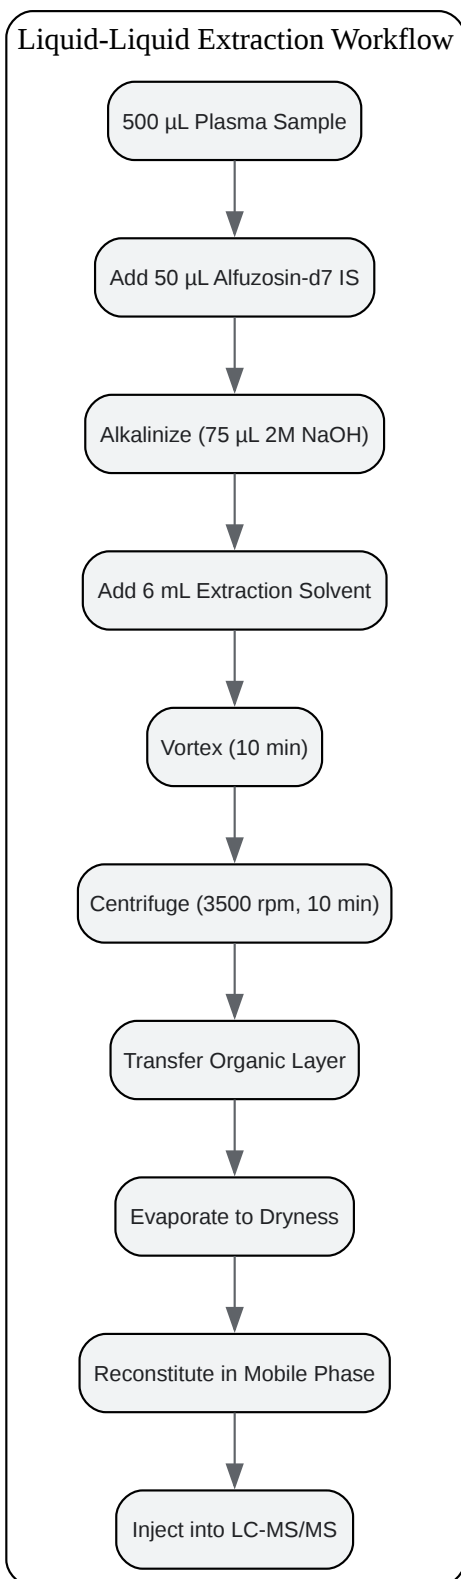 Liquid-Liquid Extraction Workflow
500 µL Plasma Sample
Add 50 µL Alfuzosin-d7 IS
Alkalinize (75 µL 2M NaOH)
Add 6 mL Extraction Solvent
Vortex (10 min)
Centrifuge (3500 rpm, 10 min)
Transfer Organic Layer
Evaporate to Dryness
Reconstitute in Mobile Phase
Inject into LC-MS/MS